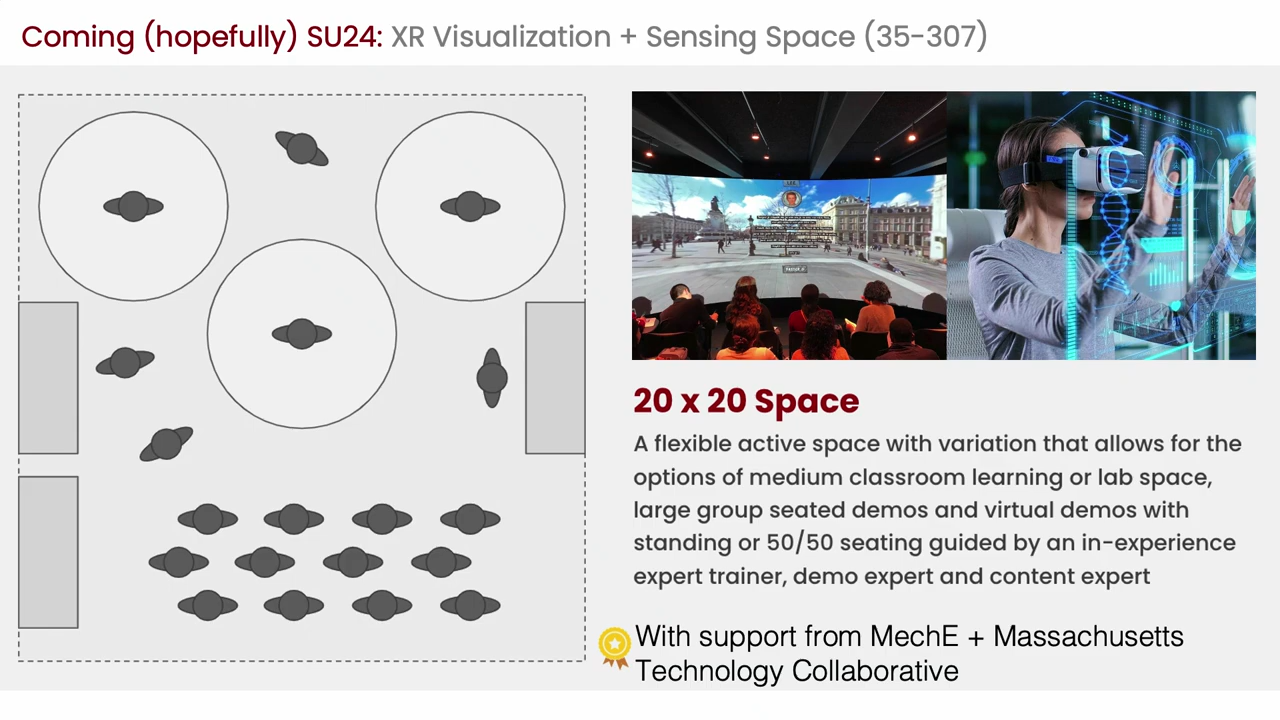 Coming (hopefully) SU24: XR Visualization + Sensing Space (35-307)
20 x 20 Space
A flexible active space with variation that allows for the
options of medium classroom learning or lab space,
large group seated demos and virtual demos with
standing or 50/50 seating guided by an in-experience
expert trainer, demo expert and content expert
With support from MechE + Massachusetts
Technology Collaborative